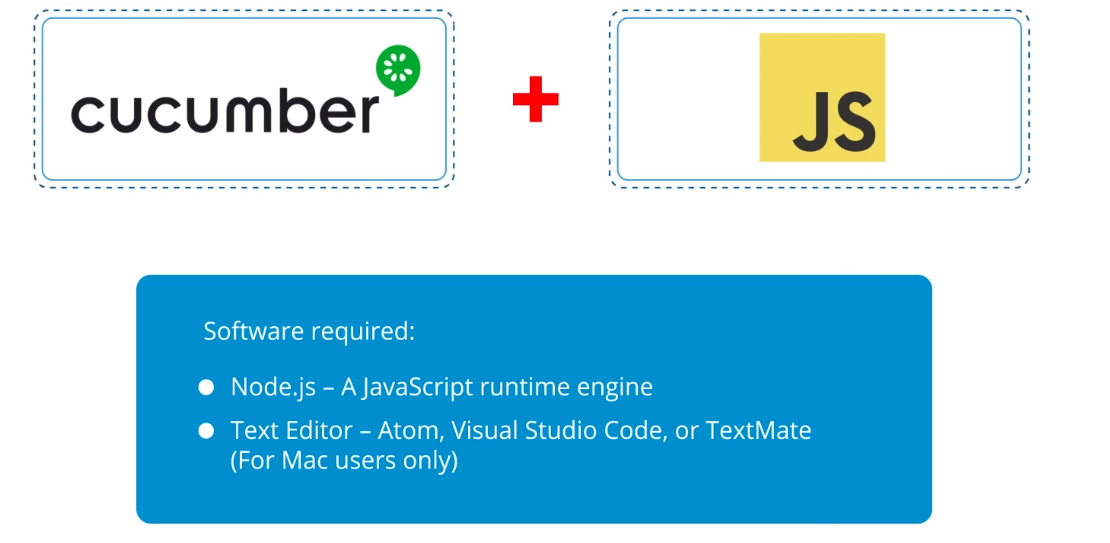 cucumber
JS
Software required:
Node.js – A JavaScript runtime engine
Text Editor – Atom, Visual Studio Code, or TextMate
(For Mac users only)